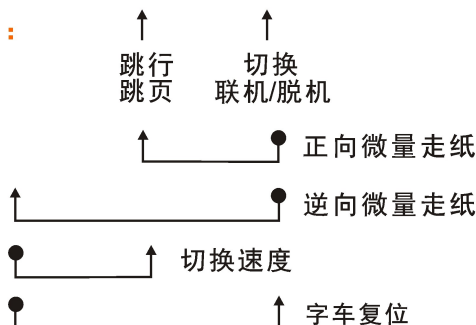 :
跳行 切换
跳页 联机/脱机
正向微量走纸
逆向微量走纸
切换速度
字车复位